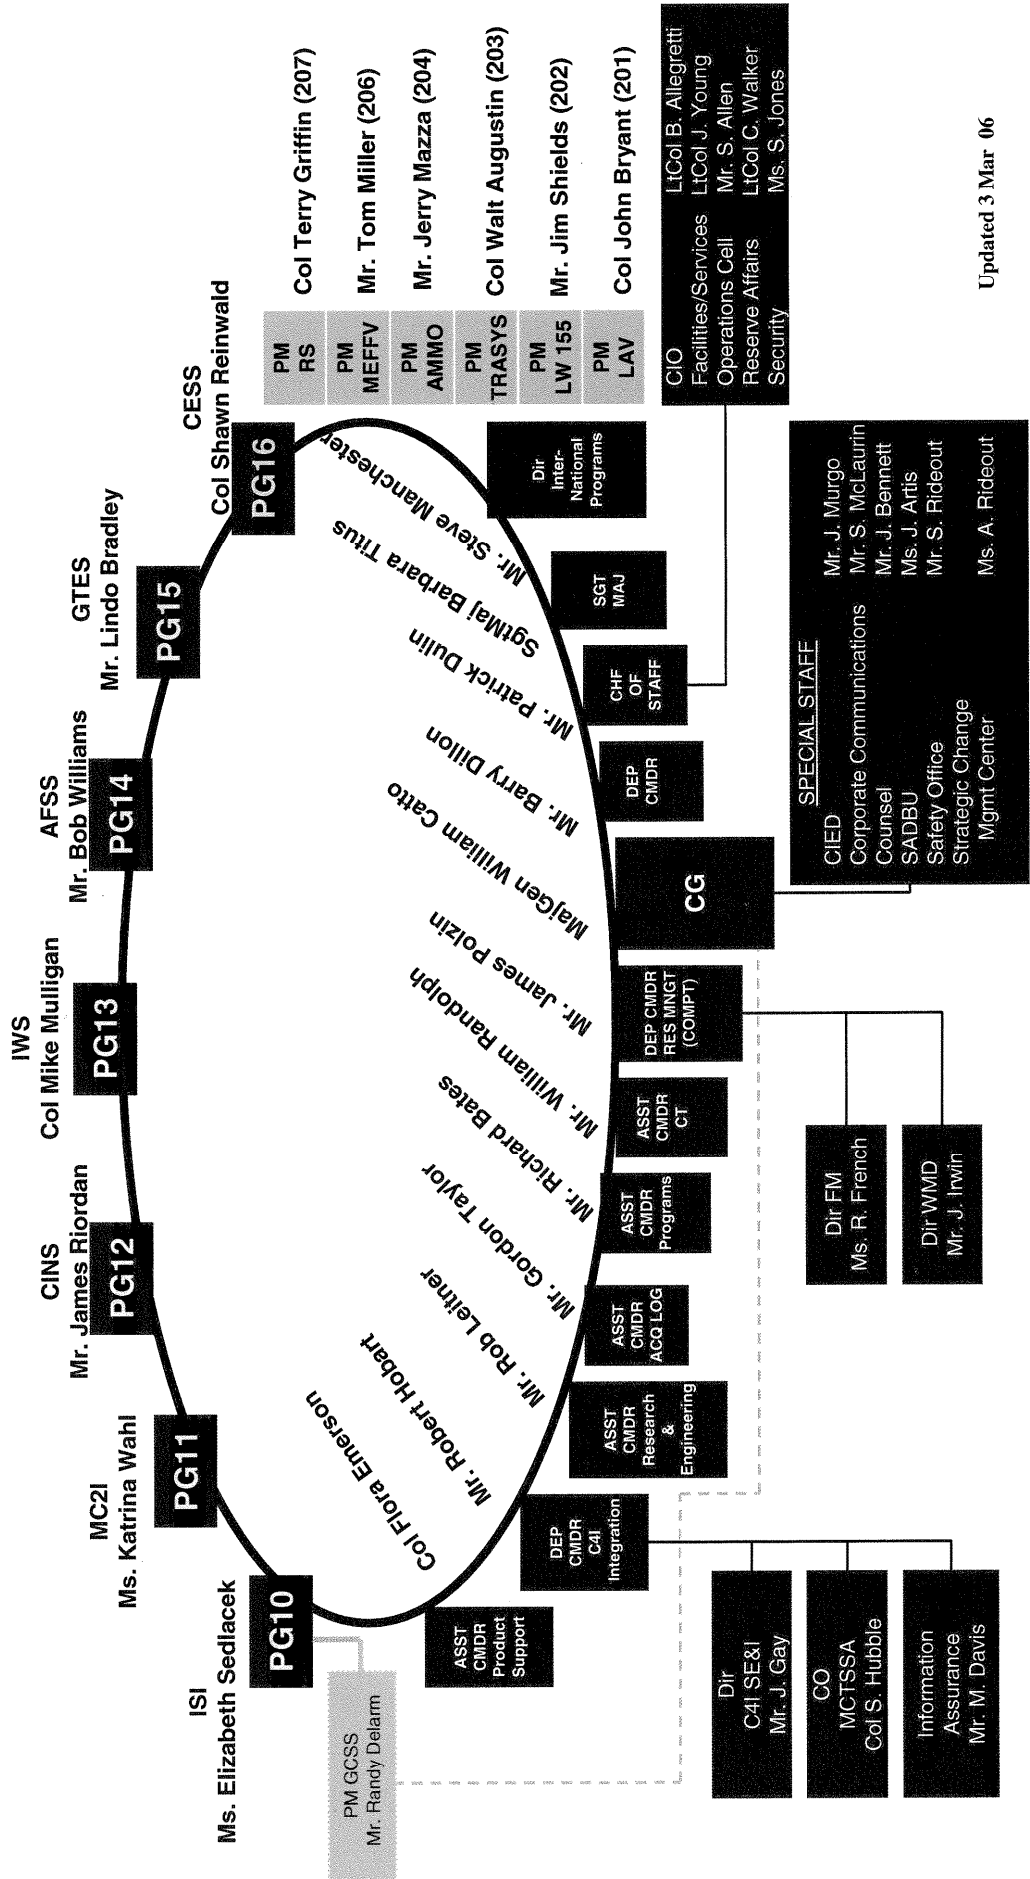 ISI
Ms. Elizabeth Sedlacek
PG10
MC2I
Ms. Katrina Wahl
PG11
CINS
Mr. James Riordan
PG12
IWS
Col Mike Mulligan
PG13
AFSS
Mr. Bob Williams
PG14
GTES
Mr. Lindo Bradley
PG15
CESS
Col Shawn Reinwald
PG16
PM GCSS
Mr. Randy Delarm
PM
RS
Col Terry Griffin (207)
PM
MEFFV
Mr. Tom Miller (206)
PM
AMMO
Mr. Jerry Mazza (204)
PM
TRASYS
Col Walt Augustin (203)
PM
LW 155
Mr. Jim Shields (202)
PM
LAV
Col John Bryant (201)
Col Flora Emerson
Mr. Robert Hobart
Mr. Rob Leitner
Mr. Gordon Taylor
Mr. Richard Bates
Mr. William Randolph
Mr. James Polzin
MajGen William Catto
Mr. Barry Dillon
Mr. Patrick Dulin
SgtMaj Barbara Titus
Mr. Steve Manchester
ASST
CMDR
Product
Support
DEP
CMDR
C4I
Integration
ASST
CMDR
Research
&
Engineering
ASST
CMDR
ACQ LOG
ASST
CMDR
Programs
ASST
CMDR
CT
DEP CMDR
RES MNGT
(COMPT)
CG
DEP
CMDR
CHF
OF
STAFF
SGT
MAJ
Dir
Inter-
National
Programs
CIO LtCol B. Allegretti
Facilities/Services LtCol J. Young
Operations Cell Mr. S. Allen
Reserve Affairs LtCol C. Walker
Security Ms. S. Jones
Dir
C4I SE&I
Mr. J. Gay
CO
MCTSSA
Col S. Hubble
Information
Assurance
Mr. M. Davis
Dir FM
Ms. R. French
Dir WMD
Mr. J. Irwin
SPECIAL STAFF
CIED Mr. J. Murgo
Corporate Communications Mr. S. McLaurin
Counsel Mr. J. Bennett
SADBU Ms. J. Artis
Safety Office Mr. S. Rideout
Strategic Change
Mgmt Center Ms. A. Rideout
Updated 3 Mar 06